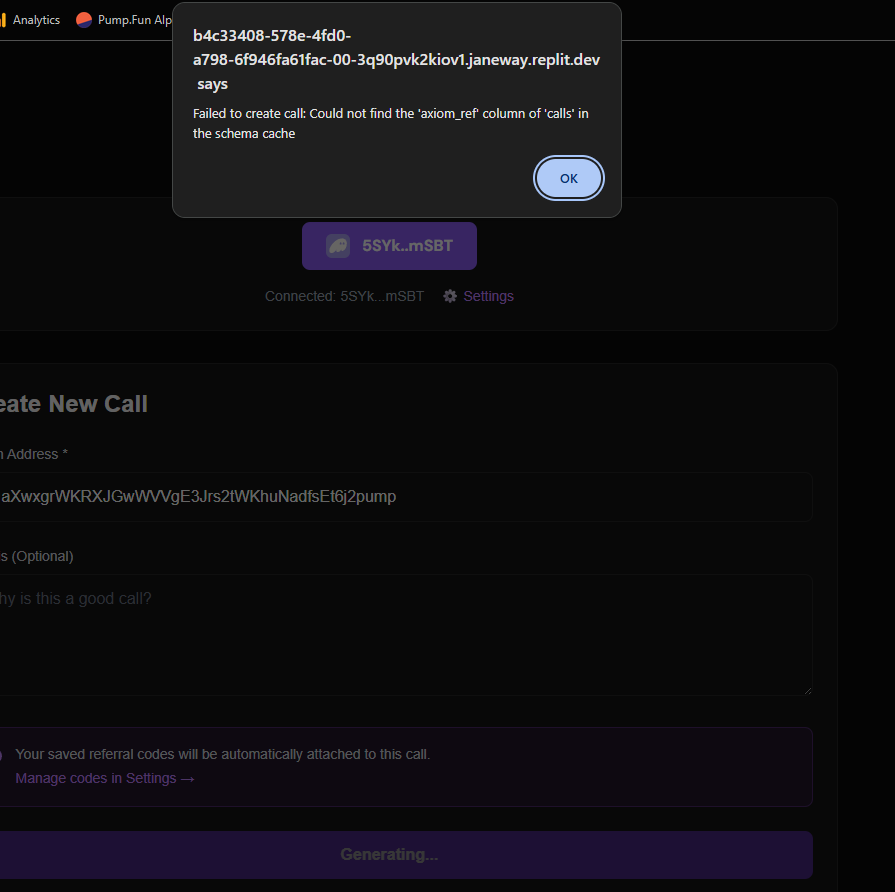 Analytics
Pump.Fun Alp
b4c33408-578e-4fd0-
a798-6f946fa61fac-00-3q90pvk2kiov1.janeway.replit.dev
says
Failed to create call: Could not find the 'axiom_ref' column of 'calls' in
the schema cache
OK
5SYk..mSBT
Connected: 5SYk...mSBT
Settings
eate New Call
n Address *
aXwxgrWKRXJGwWVVgE3Jrs2tWKhuNadfsEf6j2pump
s (Optional)
hy is this a good call?
Your saved referral codes will be automatically attached to this call.
Manage codes in Settings →
Generating...